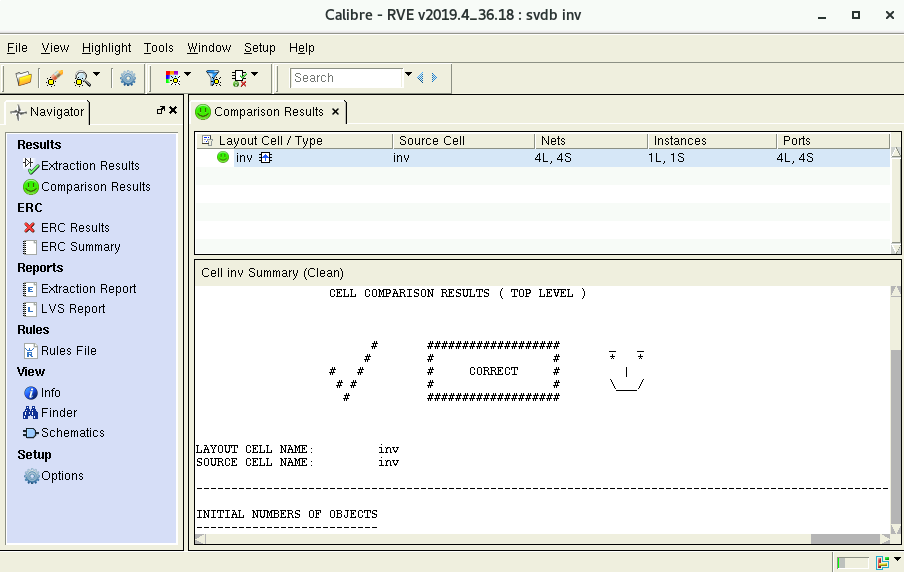 Calibre - RVE v2019.4_36.18 : svdb inv
File View Highlight Tools Window Setup Help
Search
Navigator
Results
Extraction Results
Comparison Results
ERC
ERC Results
ERC Summary
Reports
Extraction Report
LVS Report
Rules
Rules File
View
Info
Finder
Schematics
Setup
Options
Comparison Results
Layout Cell / Type Source Cell Nets Instances Ports
inv inv 4L, 4S 1L, 1S 4L, 4S
Cell inv Summary (Clean)
CELL COMPARISON RESULTS ( TOP LEVEL )
# ################### _ _
# # # * *
# # # CORRECT # |
# # # # \___/
# ###################
LAYOUT CELL NAME: inv
SOURCE CELL NAME: inv
---------------------------------------------------------------------------------------------------
INITIAL NUMBERS OF OBJECTS
--------------------------